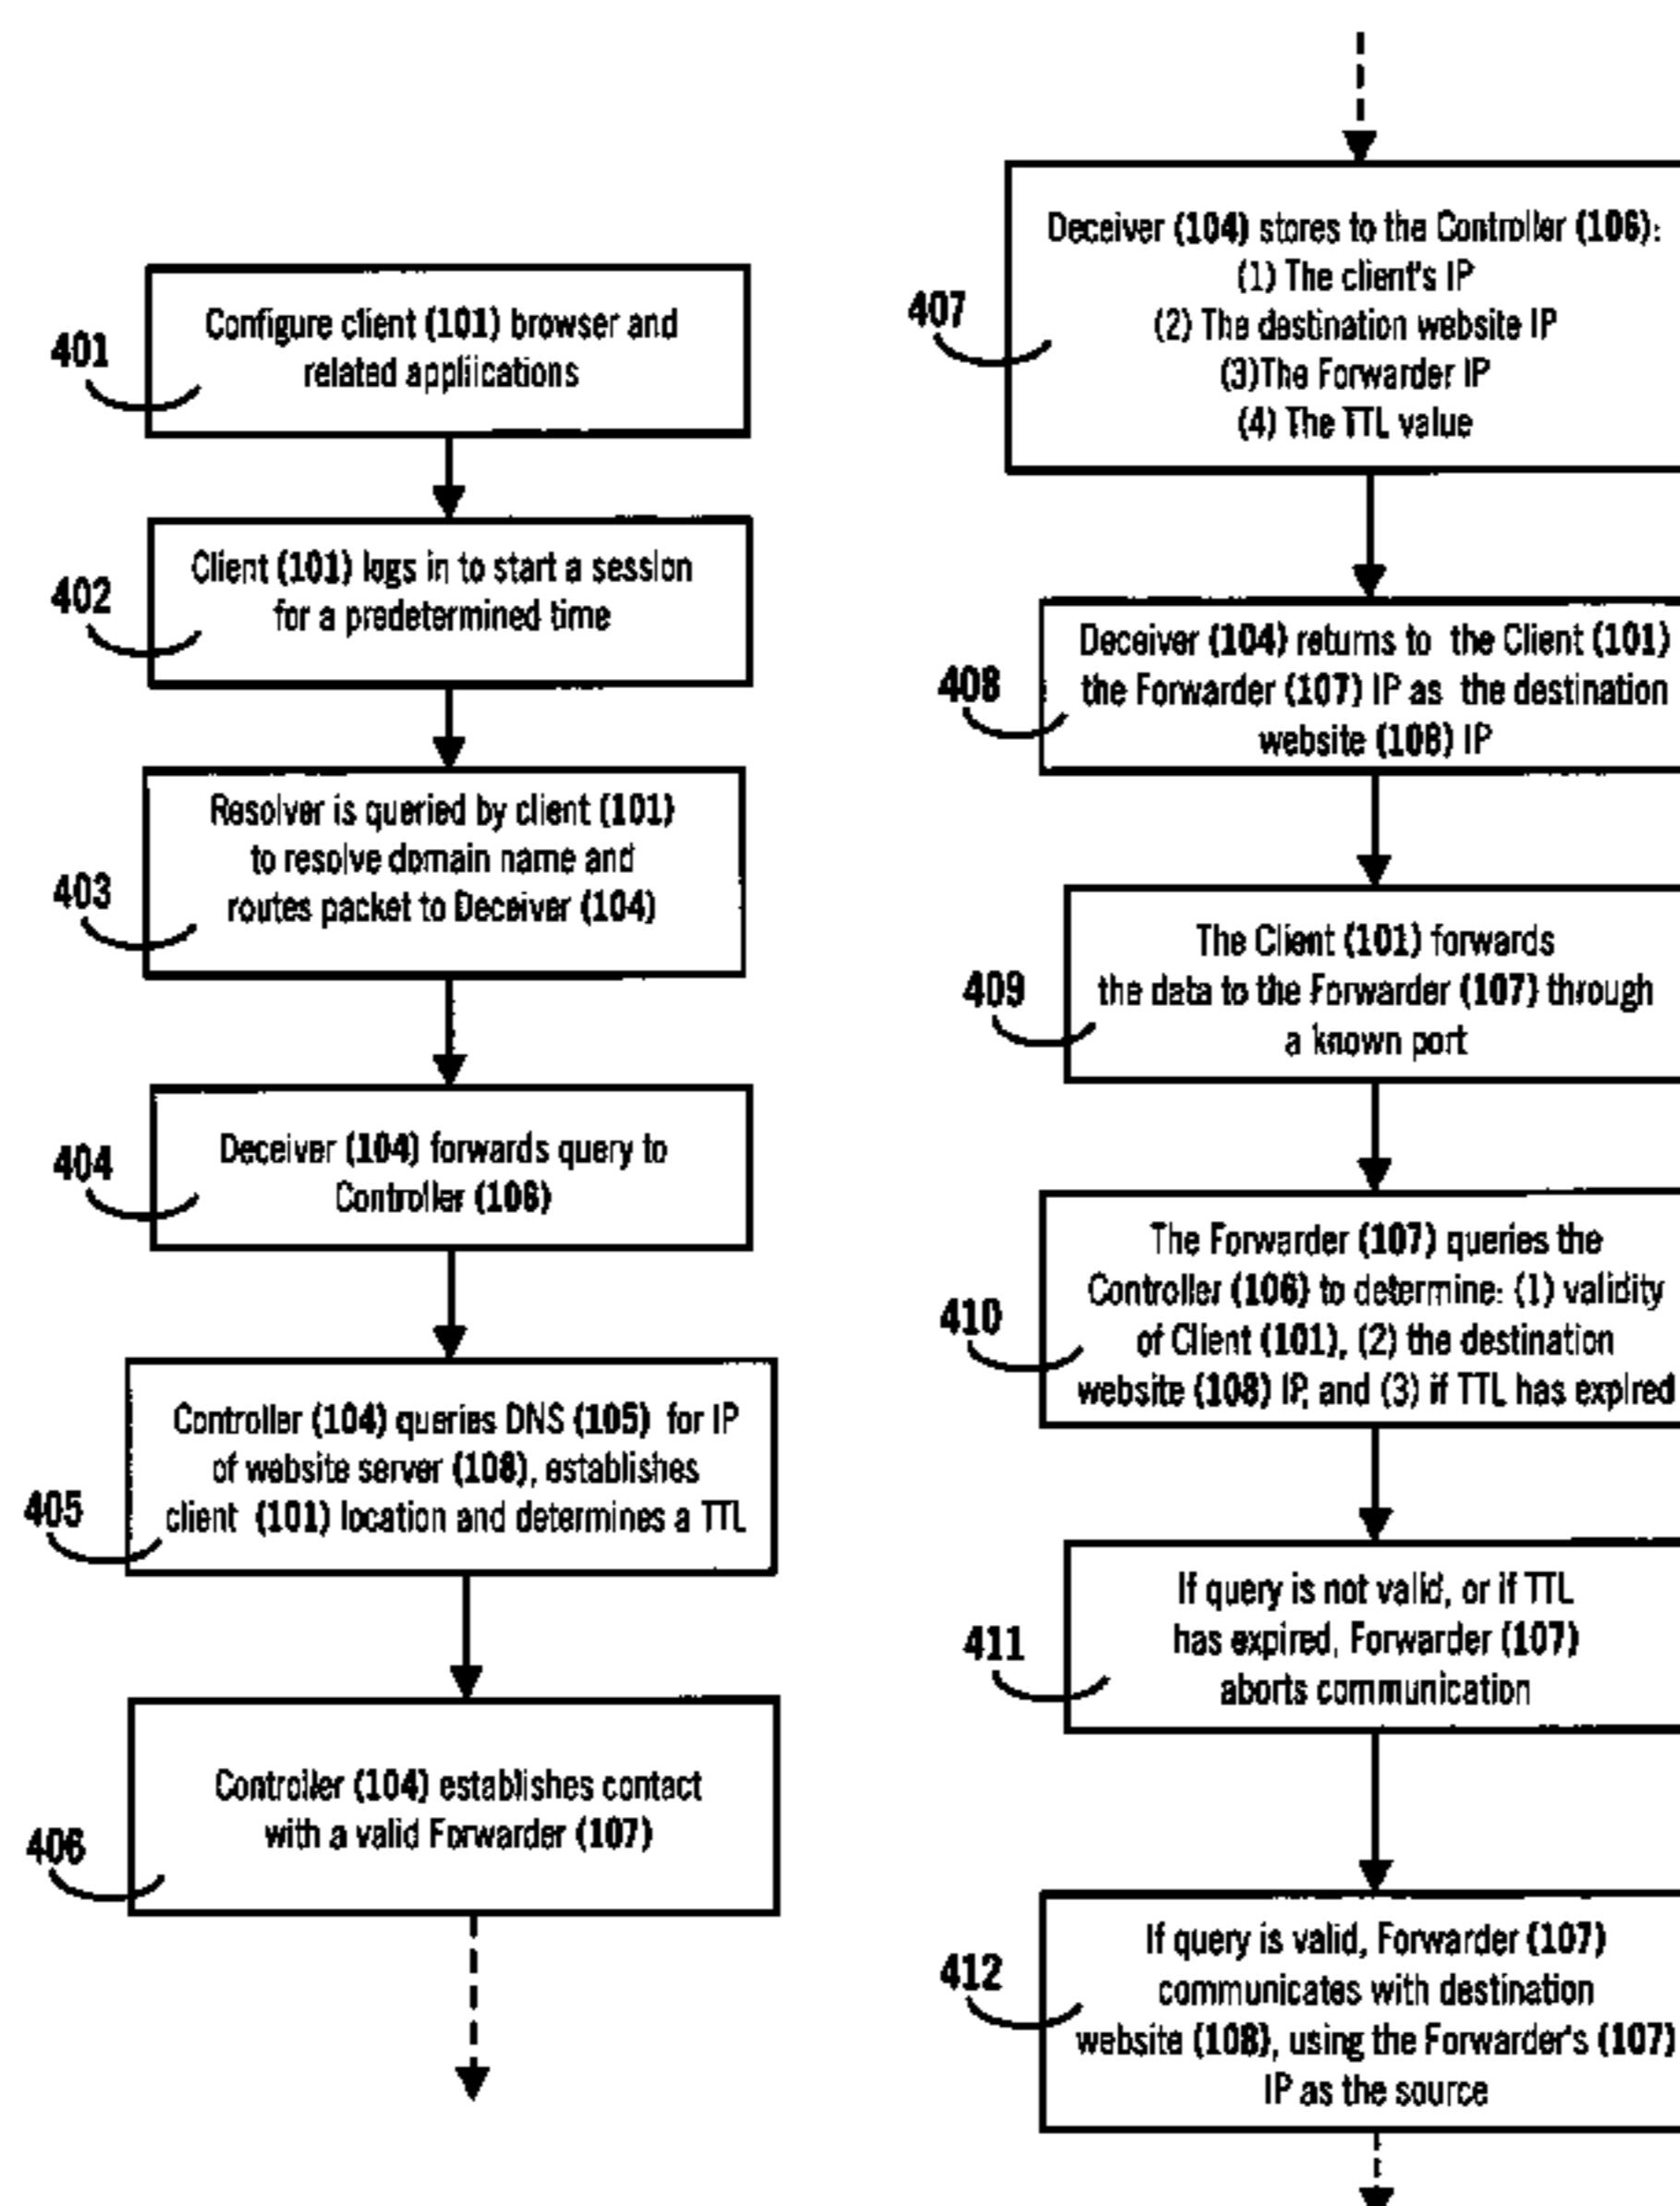 401
Configure client (101) browser and
related appliications
402
Client (101) logs in to start a session
for a predetermined time
403
Resolver is queried by client (101)
to resolve domain name and
routes packet to Deceiver (104)
404
Deceiver (104) forwards query to
Controller (106)
405
Controller (104) queries DNS (105) for IP
of website server (108), establishes
client (101) location and determines a TTL
406
Controller (104) establishes contact
with a valid Forwarder (107)
407
Deceiver (104) stores to the Controller (106):
(1) The client's IP
(2) The destination website IP
(3)The Forwarder IP
(4) The TTL value
408
Deceiver (104) returns to the Client (101)
the Forwarder (107) IP as the destination
website (108) IP
409
The Client (101) forwards
the data to the Forwarder (107) through
a known port
410
The Forwarder (107) queries the
Controller (106) to determine: (1) validity
of Client (101), (2) the destination
website (108) IP, and (3) if TTL has expired
411
If query is not valid, or if TTL
has expired, Forwarder (107)
aborts communication
412
If query is valid, Forwarder (107)
communicates with destination
website (108), using the Forwarder's (107)
IP as the source